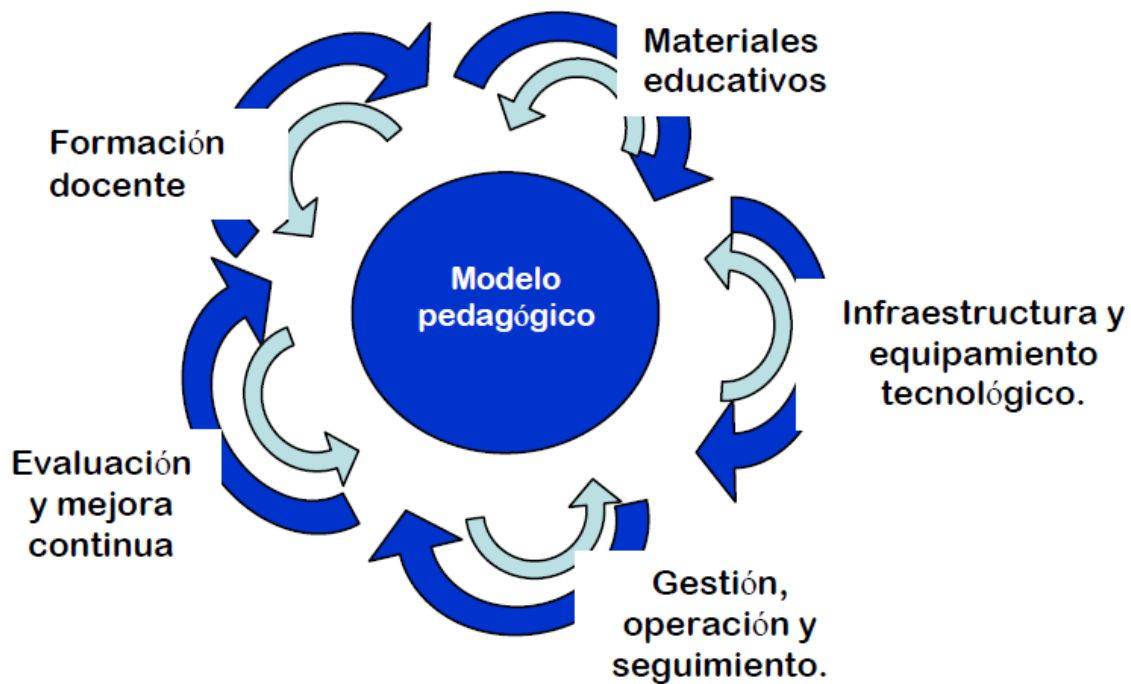 Materiales
educativos
Formación
docente
Modelo
pedagógico
Infraestructura y
equipamiento
tecnológico.
Evaluación
y mejora
continua
Gestión,
operación y
seguimiento.